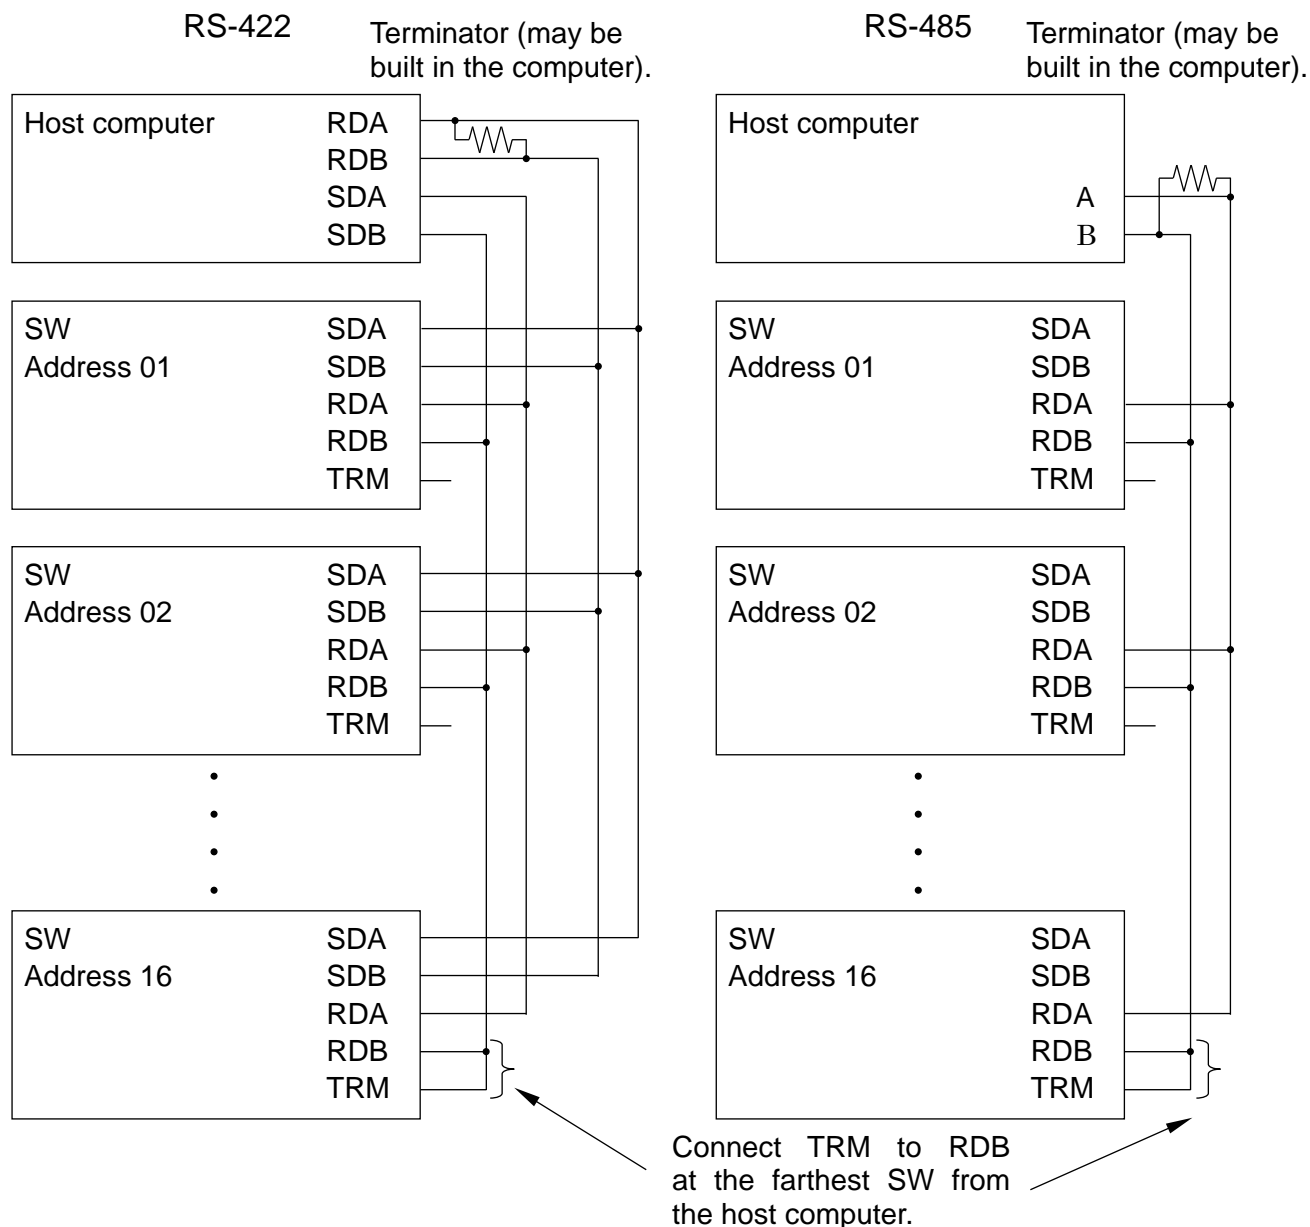 RS-422
Terminator (may be
built in the computer).
Host computer
RDA
RDB
SDA
SDB
SW
Address 01
SDA
SDB
RDA
RDB
TRM
SW
Address 02
SDA
SDB
RDA
RDB
TRM
SW
Address 16
SDA
SDB
RDA
RDB
TRM
RS-485
Terminator (may be
built in the computer).
Host computer
A
B
SW
Address 01
SDA
SDB
RDA
RDB
TRM
SW
Address 02
SDA
SDB
RDA
RDB
TRM
SW
Address 16
SDA
SDB
RDA
RDB
TRM
Connect TRM to RDB
at the farthest SW from
the host computer.